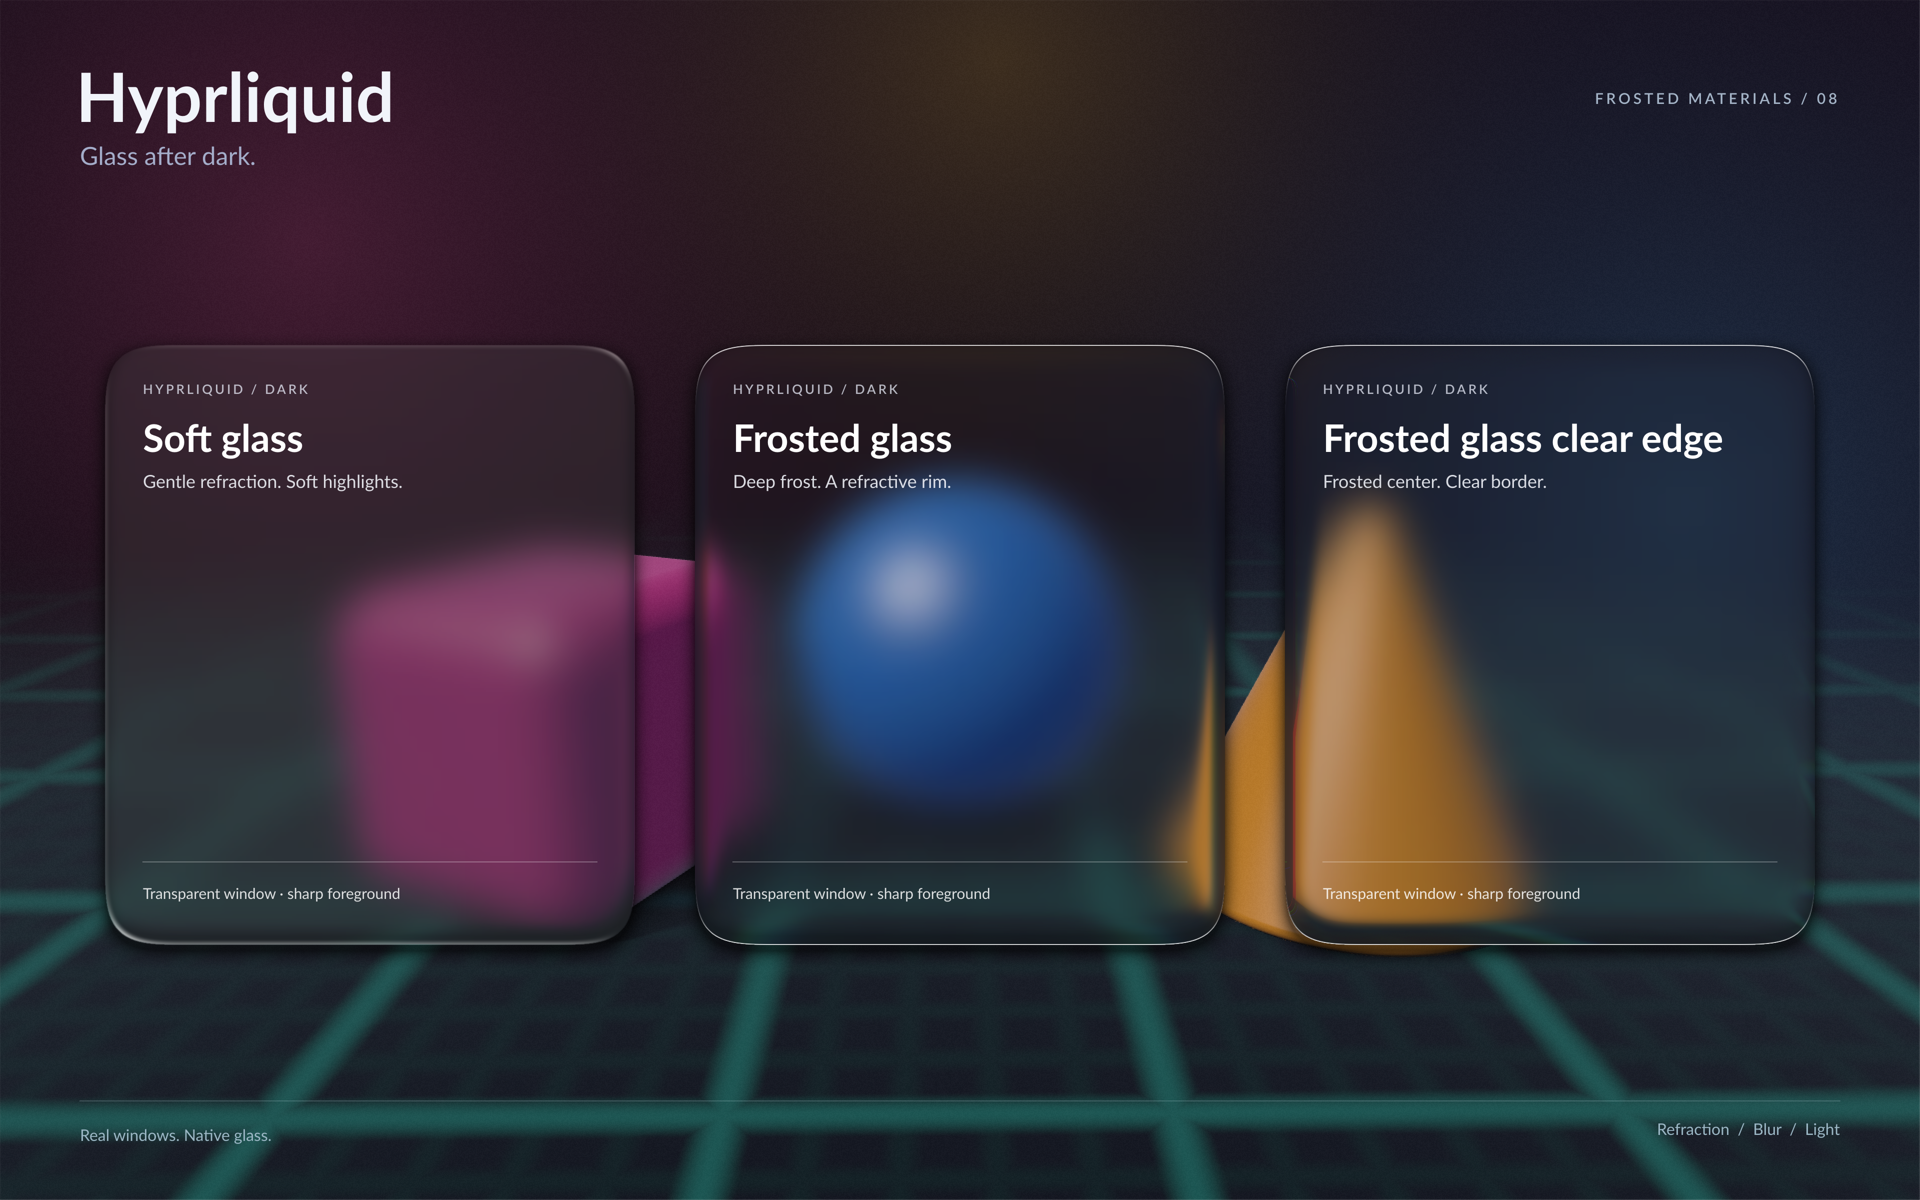 Hyprliquid
Glass after dark.
FROSTED MATERIALS / 08
HYPRLIQUID / DARK
Soft glass
Gentle refraction. Soft highlights.
Transparent window · sharp foreground
HYPRLIQUID / DARK
Frosted glass
Deep frost. A refractive rim.
Transparent window · sharp foreground
HYPRLIQUID / DARK
Frosted glass clear edge
Frosted center. Clear border.
Transparent window · sharp foreground
Real windows. Native glass.
Refraction / Blur / Light